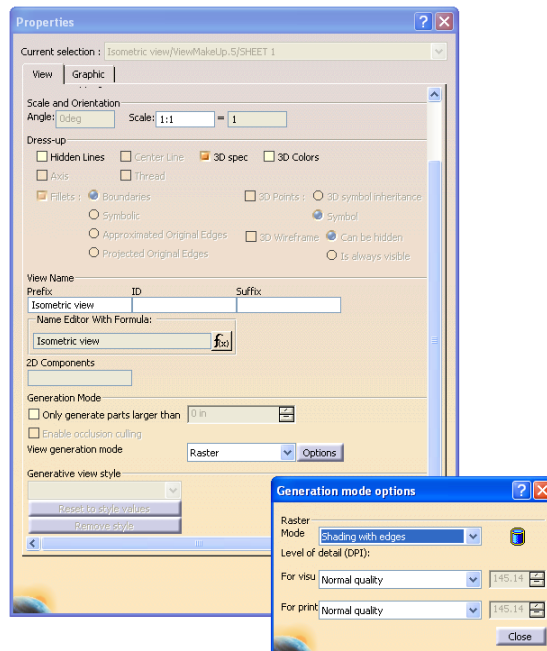 Properties
Current selection : Isometric view/ViewMakeUp.5/SHEET 1
View Graphic
Scale and Orientation
Angle: 0deg Scale: 1:1 = 1
Dress-up
Hidden Lines Center Line 3D spec 3D Colors
Axis Thread
Fillets : Boundaries 3D Points : 3D symbol inheritance
Symbolic Symbol
Approximated Original Edges 3D Wireframe Can be hidden
Projected Original Edges Is always visible
View Name
Prefix ID Suffix
Isometric view
Name Editor With Formula:
Isometric view f(x)
2D Components
Generation Mode
Only generate parts larger than 0 in
Enable occlusion culling
View generation mode Raster Options
Generative view style
Reset to style values
Remove style
Generation mode options
Raster
Mode Shading with edges
Level of detail (DPI):
For visu Normal quality 145.14
For print Normal quality 145.14
Close